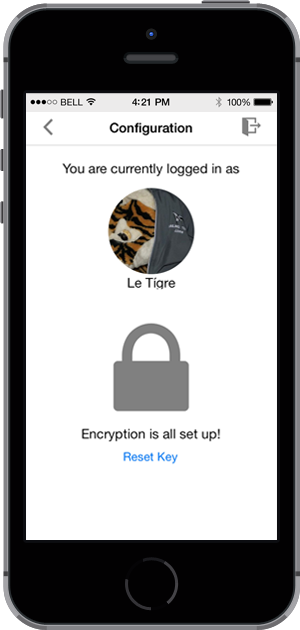 BELL 4:21 PM 100%
Configuration
You are currently logged in as
Le Tigre
Encryption is all set up!
Reset Key